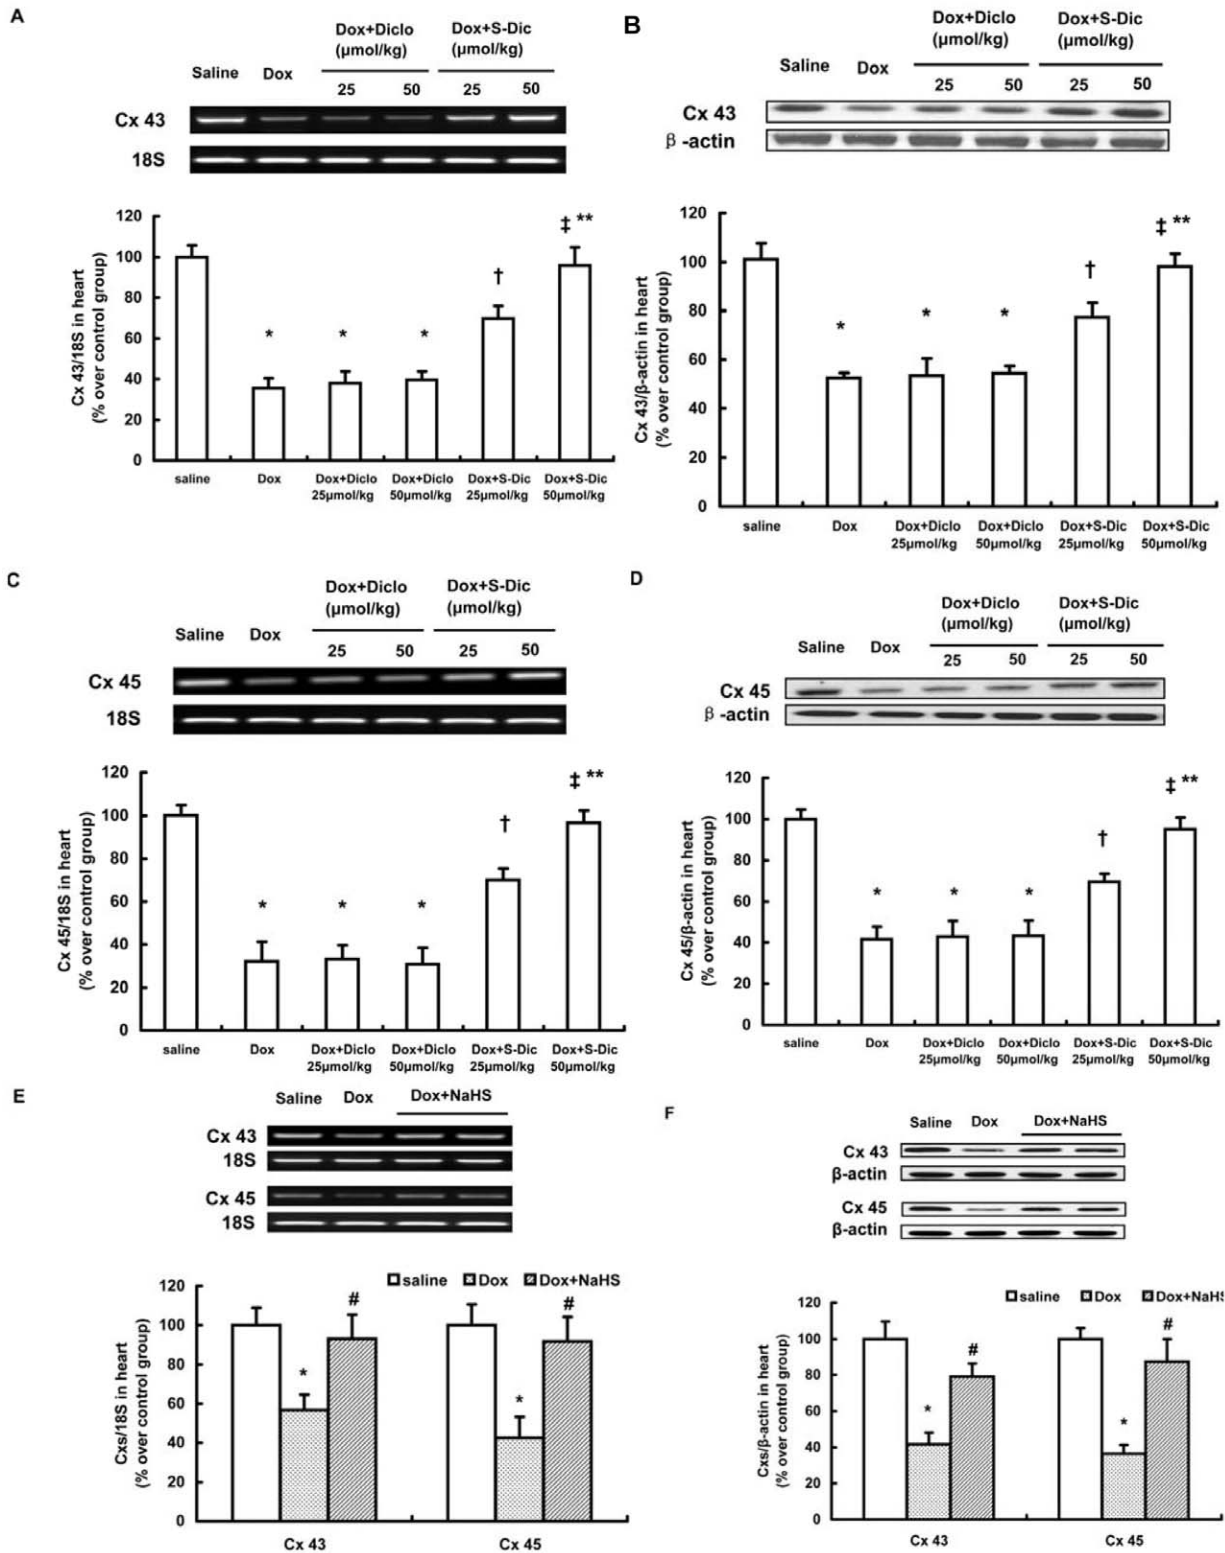 A
Dox+Diclo
(μmol/kg)
Dox+S-Dic
(μmol/kg)
Saline
Dox
25
50
25
50
Cx 43
18S
120
100
80
60
40
20
0
Cx 43/18S in heart
(% over control group)
*
*
*
†
‡ **
saline
Dox
Dox+Diclo
25μmol/kg
Dox+Diclo
50μmol/kg
Dox+S-Dic
25μmol/kg
Dox+S-Dic
50μmol/kg
B
Dox+Diclo
(μmol/kg)
Dox+S-Dic
(μmol/kg)
Saline
Dox
25
50
25
50
Cx 43
β -actin
120
100
80
60
40
20
0
Cx 43/β-actin in heart
(% over control group)
*
*
*
†
‡ **
saline
Dox
Dox+Diclo
25μmol/kg
Dox+Diclo
50μmol/kg
Dox+S-Dic
25μmol/kg
Dox+S-Dic
50μmol/kg
C
Dox+Diclo
(μmol/kg)
Dox+S-Dic
(μmol/kg)
Saline
Dox
25
50
25
50
Cx 45
18S
120
100
80
60
40
20
0
Cx 45/18S in heart
(% over control group)
*
*
*
†
‡ **
saline
Dox
Dox+Diclo
25μmol/kg
Dox+Diclo
50μmol/kg
Dox+S-Dic
25μmol/kg
Dox+S-Dic
50μmol/kg
D
Dox+Diclo
(μmol/kg)
Dox+S-Dic
(μmol/kg)
Saline
Dox
25
50
25
50
Cx 45
β -actin
120
100
80
60
40
20
0
Cx 45/β-actin in heart
(% over control group)
*
*
*
†
‡ **
saline
Dox
Dox+Diclo
25μmol/kg
Dox+Diclo
50μmol/kg
Dox+S-Dic
25μmol/kg
Dox+S-Dic
50μmol/kg
E
Saline
Dox
Dox+NaHS
Cx 43
18S
Cx 45
18S
saline
Dox
Dox+NaHS
120
100
80
60
40
20
0
Cxs/18S in heart
(% over control group)
*
#
*
#
Cx 43
Cx 45
F
Saline
Dox
Dox+NaHS
Cx 43
β-actin
Cx 45
β-actin
saline
Dox
Dox+NaHS
120
100
80
60
40
20
0
Cxs/β-actin in heart
(% over control group)
*
#
*
#
Cx 43
Cx 45